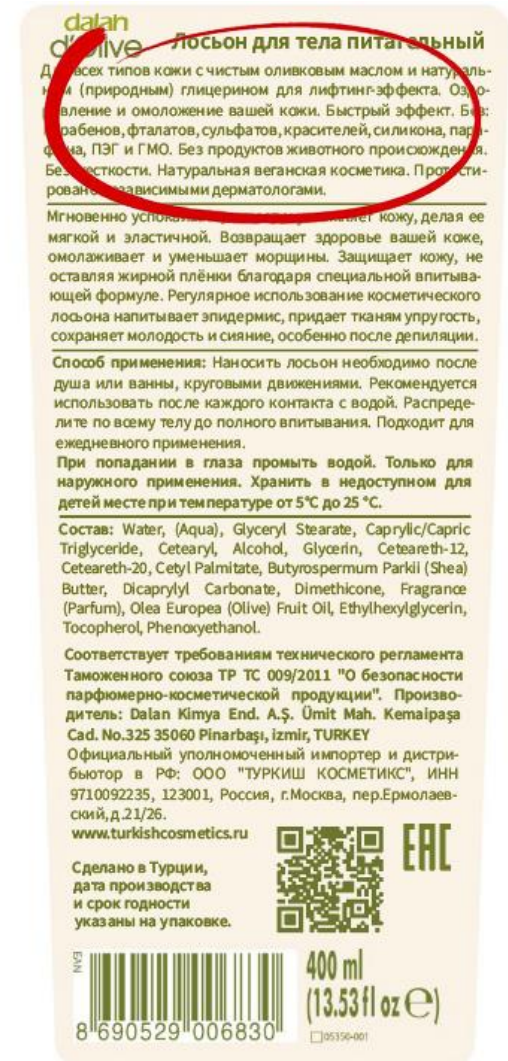 dalan
d'Olive
Лосьон для тела питательный
Для всех типов кожи с чистым оливковым маслом и натураль-
ным (природным) глицерином для лифтинг-эффекта. Оздо-
ровление и омоложение вашей кожи. Быстрый эффект. Без:
парабенов, фталатов, сульфатов, красителей, силикона, пара-
фина, ПЭГ и ГМО. Без продуктов животного происхождения.
Без жесткости. Натуральная веганская косметика. Протести-
ровано независимыми дерматологами.
Мгновенно кожу, делая ее
мягкой и эластичной. Возвращает здоровье вашей коже,
омолаживает и уменьшает морщины. Защищает кожу, не
оставляя жирной плёнки благодаря специальной впитыва-
ющей формуле. Регулярное использование косметического
лосьона напитывает эпидермис, придает тканям упругость,
сохраняет молодость и сияние, особенно после депиляции.
Способ применения: Наносить лосьон необходимо после
душа или ванны, круговыми движениями. Рекомендуется
использовать после каждого контакта с водой. Распреде-
лите по всему телу до полного впитывания. Подходит для
ежедневного применения.
При попадании в глаза промыть водой. Только для
наружного применения. Хранить в недоступном для
детей месте при температуре от 5°C до 25 °C.
Состав: Water, (Aqua), Glyceryl Stearate, Caprylic/Capric
Triglyceride, Cetearyl, Alcohol, Glycerin, Ceteareth-12,
Ceteareth-20, Cetyl Palmitate, Butyrospermum Parkii (Shea)
Butter, Dicaprylyl Carbonate, Dimethicone, Fragrance
(Parfum), Olea Europea (Olive) Fruit Oil, Ethylhexylglycerin,
Tocopherol, Phenoxyethanol.
Соответствует требованиям технического регламента
Таможенного союза ТР ТС 009/2011 "О безопасности
парфюмерно-косметической продукции". Произво-
дитель: Dalan Kimya End. A.Ş. Ümit Mah. Kemaipaşa
Cad. No.325 35060 Pinarbaşı, izmir, TURKEY
Официальный уполномоченный импортер и дистри-
бьютор в РФ: ООО "ТУРКИШ КОСМЕТИКС", ИНН
9710092235, 123001, Россия, г.Москва, пер.Ермолаев-
ский, д.21/26.
www.turkishcosmetics.ru
Сделано в Турции,
дата производства
и срок годности
указаны на упаковке.
EAC
EAN
8 690529 006830
400 ml
(13.53 fl oz ℮)
05350-001